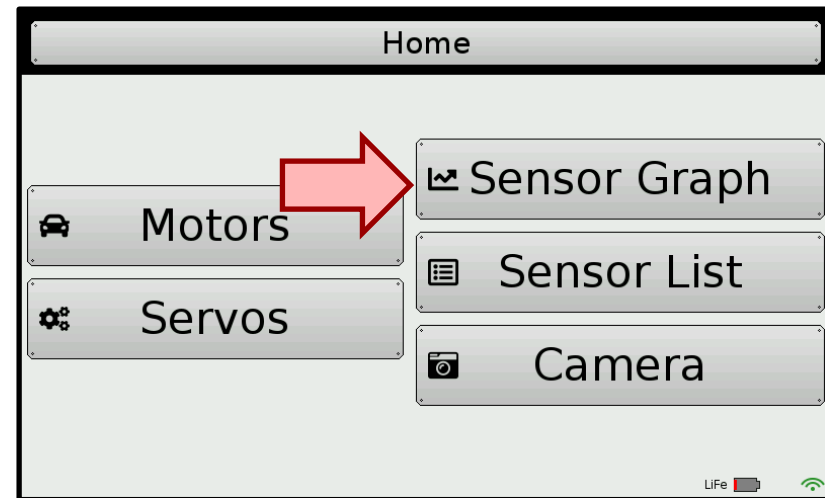 Home
Motors
Servos
Sensor Graph
Sensor List
Camera
LiFe